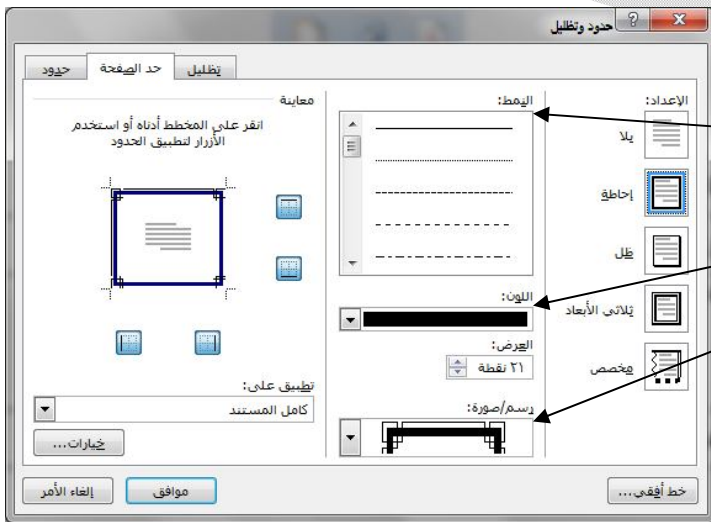 حدود وتظليل
حدود
حد الصفحة
تظليل
الإعداد:
بلا
إحاطة
ظل
ثلاثي الأبعاد
مخصص
النمط:
اللون:
العرض:
٢١ نقطة
رسم/صورة:
معاينة
انقر على المخطط أدناه أو استخدم
الأزرار لتطبيق الحدود
تطبيق على:
كامل المستند
خيارات...
خط أفقي...
موافق
إلغاء الأمر